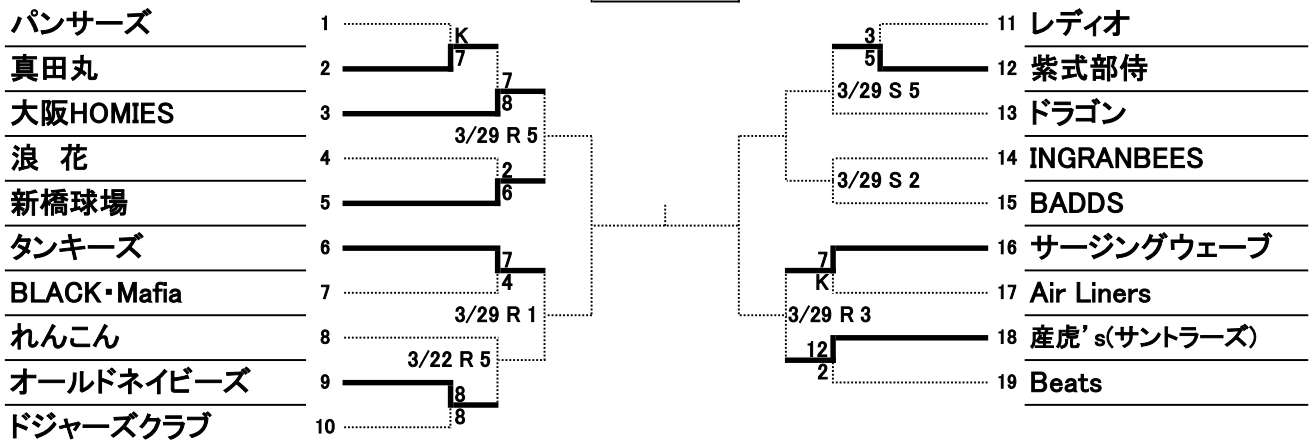 パンサーズ 1
K
7
真田丸 2
7
8
大阪HOMIES 3
3/29 R 5
浪　花 4
2
6
新橋球場 5
タンキーズ 6
7
4
BLACK・Mafia 7
3/29 R 1
れんこん 8
3/22 R 5
オールドネイビーズ 9
8
8
ドジャーズクラブ 10
11 レディオ
3
5
12 紫式部侍
3/29 S 5
13 ドラゴン
14 INGRANBEES
3/29 S 2
15 BADDS
16 サージングウェーブ
7
K
17 Air Liners
3/29 R 3
18 産虎’s(サントラーズ)
12
2
19 Beats